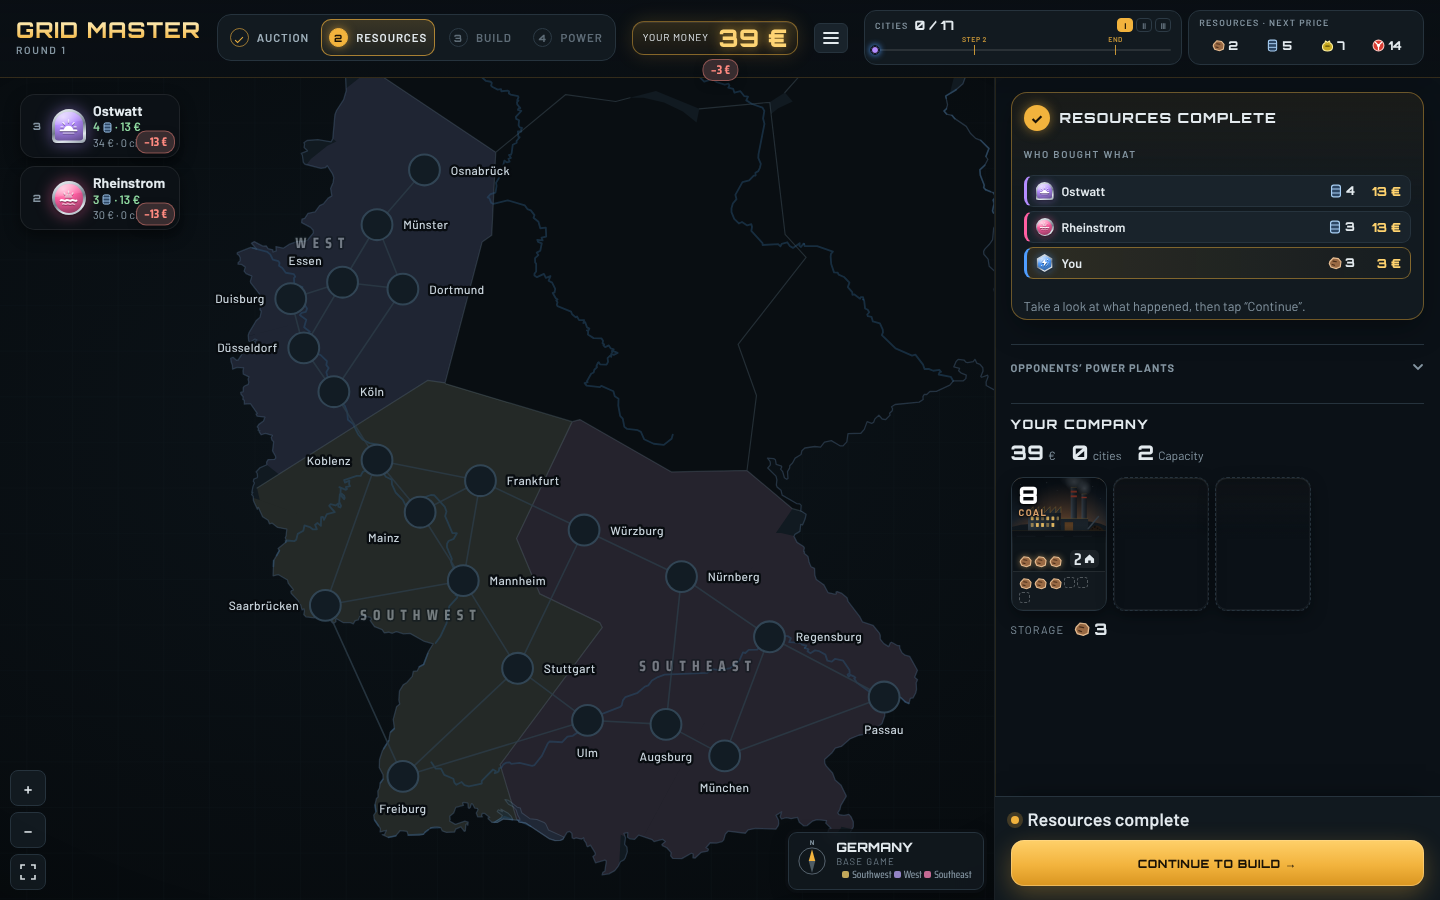 GRID MASTER
ROUND 1
AUCTION
2 RESOURCES
3 BUILD
4 POWER
YOUR MONEY 39 €
-3 €
CITIES 0 / 17
I II III
STEP 2
END
RESOURCES · NEXT PRICE
2 5 7 14
3
Ostwatt
4 · 13 €
34 € · 0 c
-13 €
2
Rheinstrom
3 · 13 €
30 € · 0 c
-13 €
Osnabrück
Münster
WEST
Essen
Duisburg
Dortmund
Düsseldorf
Köln
Koblenz
Frankfurt
Mainz
Würzburg
Mannheim
Nürnberg
Saarbrücken
SOUTHWEST
Regensburg
Stuttgart
SOUTHEAST
Passau
Ulm
Augsburg
München
Freiburg
+
−
N
GERMANY
BASE GAME
Southwest West Southeast
RESOURCES COMPLETE
WHO BOUGHT WHAT
Ostwatt 4 13 €
Rheinstrom 3 13 €
You 3 3 €
Take a look at what happened, then tap "Continue".
OPPONENTS' POWER PLANTS
YOUR COMPANY
39 € 0 cities 2 Capacity
8
COAL
2
STORAGE 3
Resources complete
CONTINUE TO BUILD →